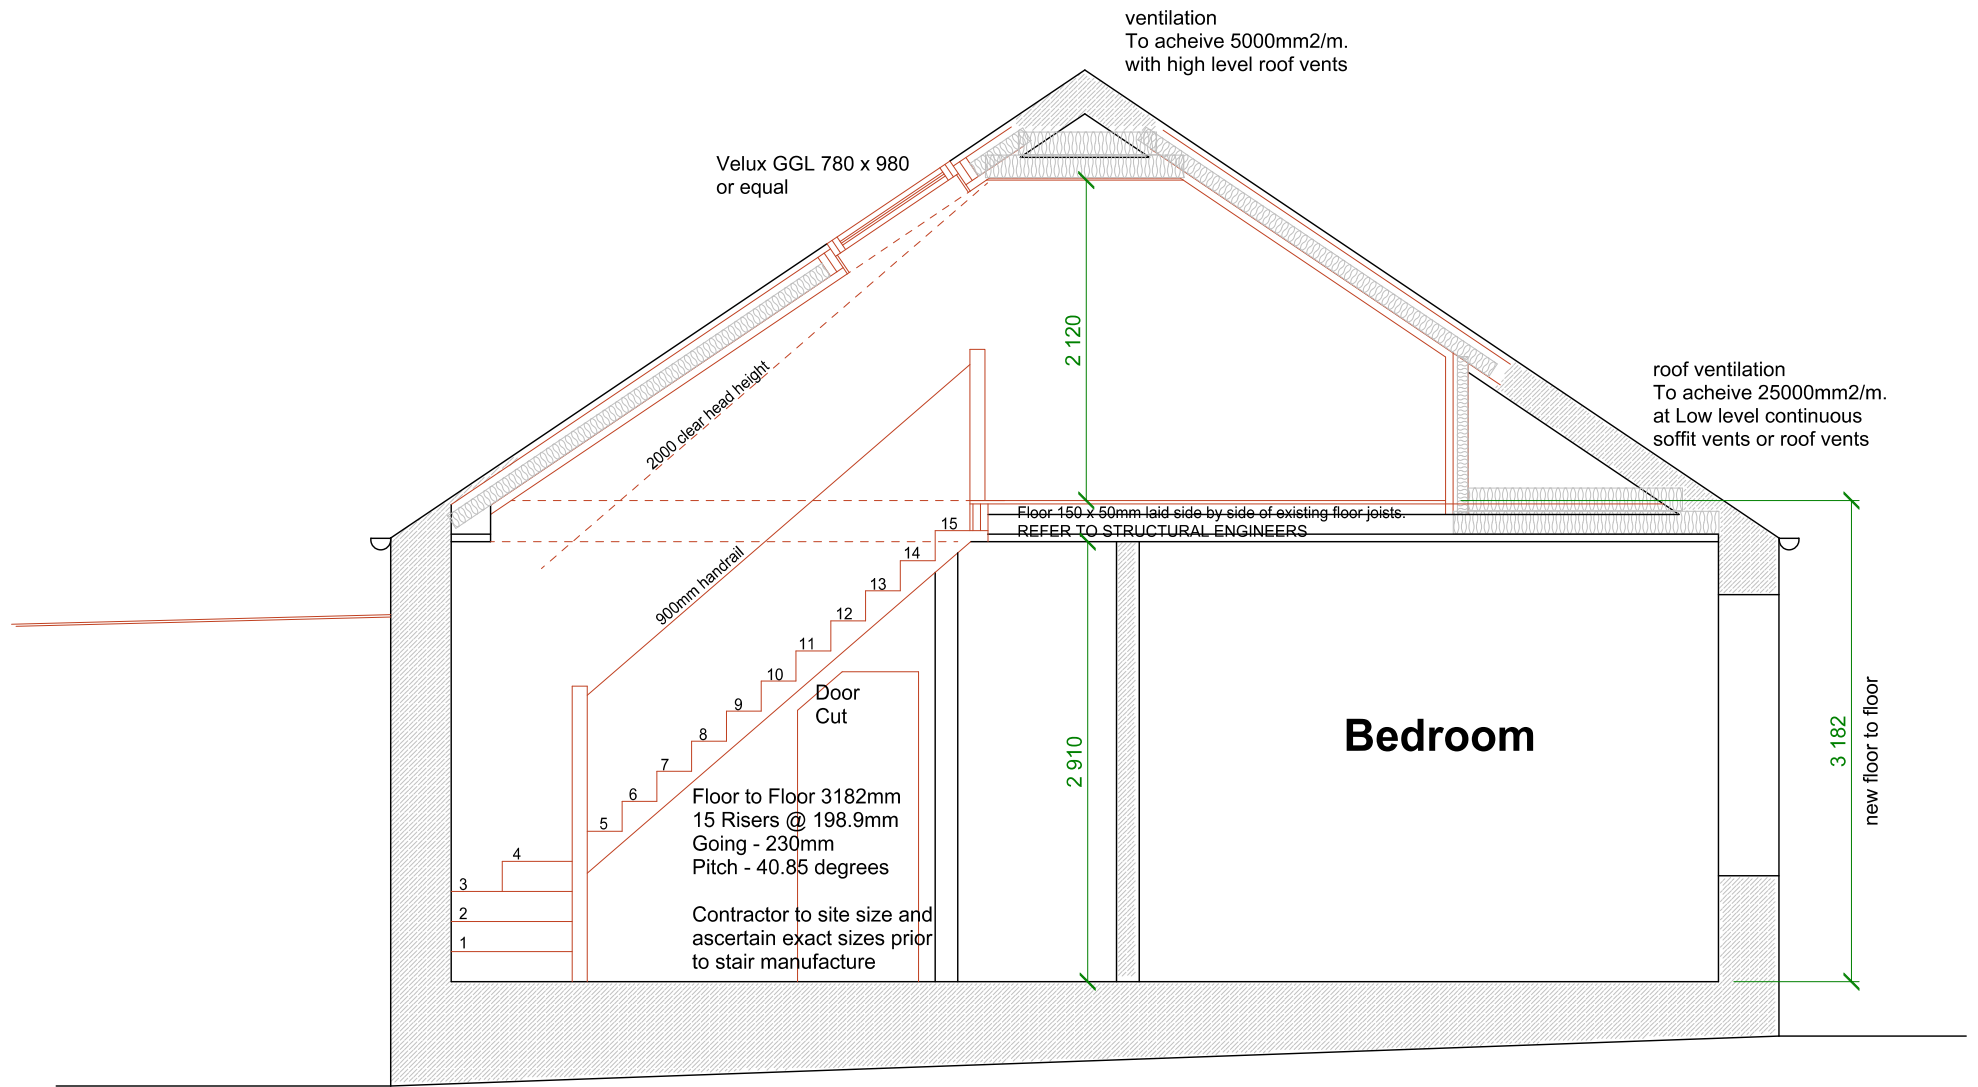 ventilation
To acheive 5000mm2/m.
with high level roof vents
Velux GGL 780 x 980
or equal
2 120
2000 clear head height
roof ventilation
To acheive 25000mm2/m.
at Low level continuous
soffit vents or roof vents
Floor 150 x 50mm laid side by side of existing floor joists.
REFER TO STRUCTURAL ENGINEERS
900mm handrail
15
14
13
12
11
10
9
8
7
6
5
4
3
2
1
Door
Cut
Bedroom
2 910
3 182
new floor to floor
Floor to Floor 3182mm
15 Risers @ 198.9mm
Going - 230mm
Pitch - 40.85 degrees
Contractor to site size and
ascertain exact sizes prior
to stair manufacture